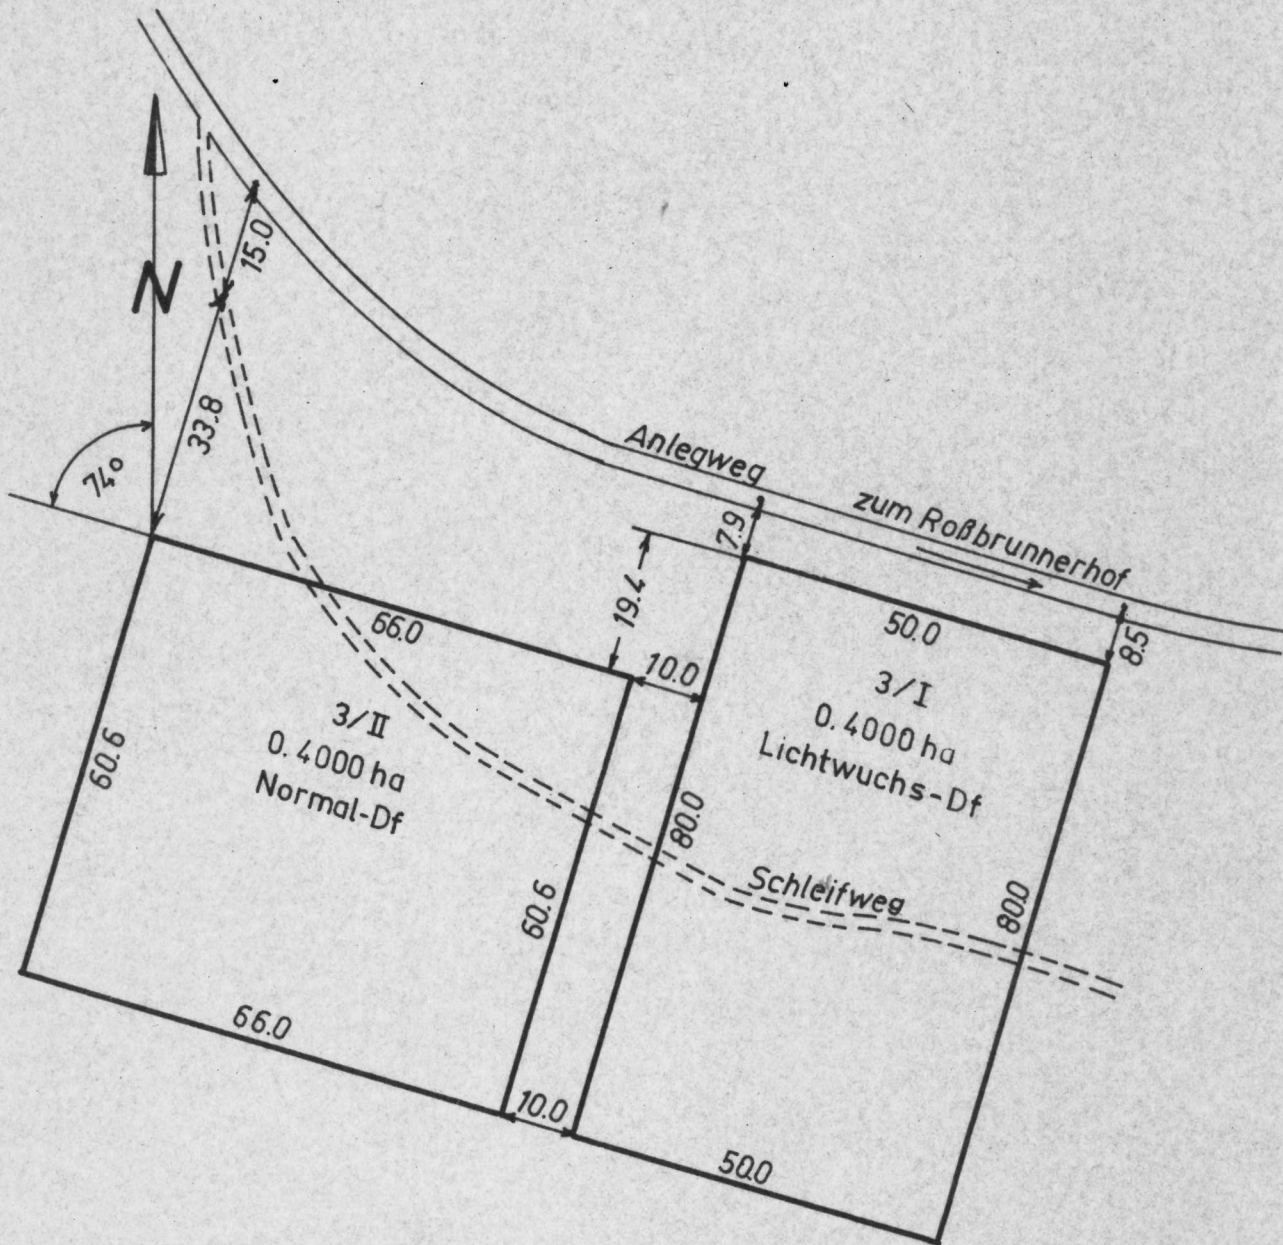 15.0
N
33.8
74°
Anlegweg
zum Roßbrunnerhof
7.9
19.4
66.0
10.0
50.0
8.5
3/II
0.4000 ha
Normal-Df
3/I
0.4000 ha
Lichtwuchs-Df
60.6
80.0
60.6
Schleifweg
80.0
66.0
10.0
50.0